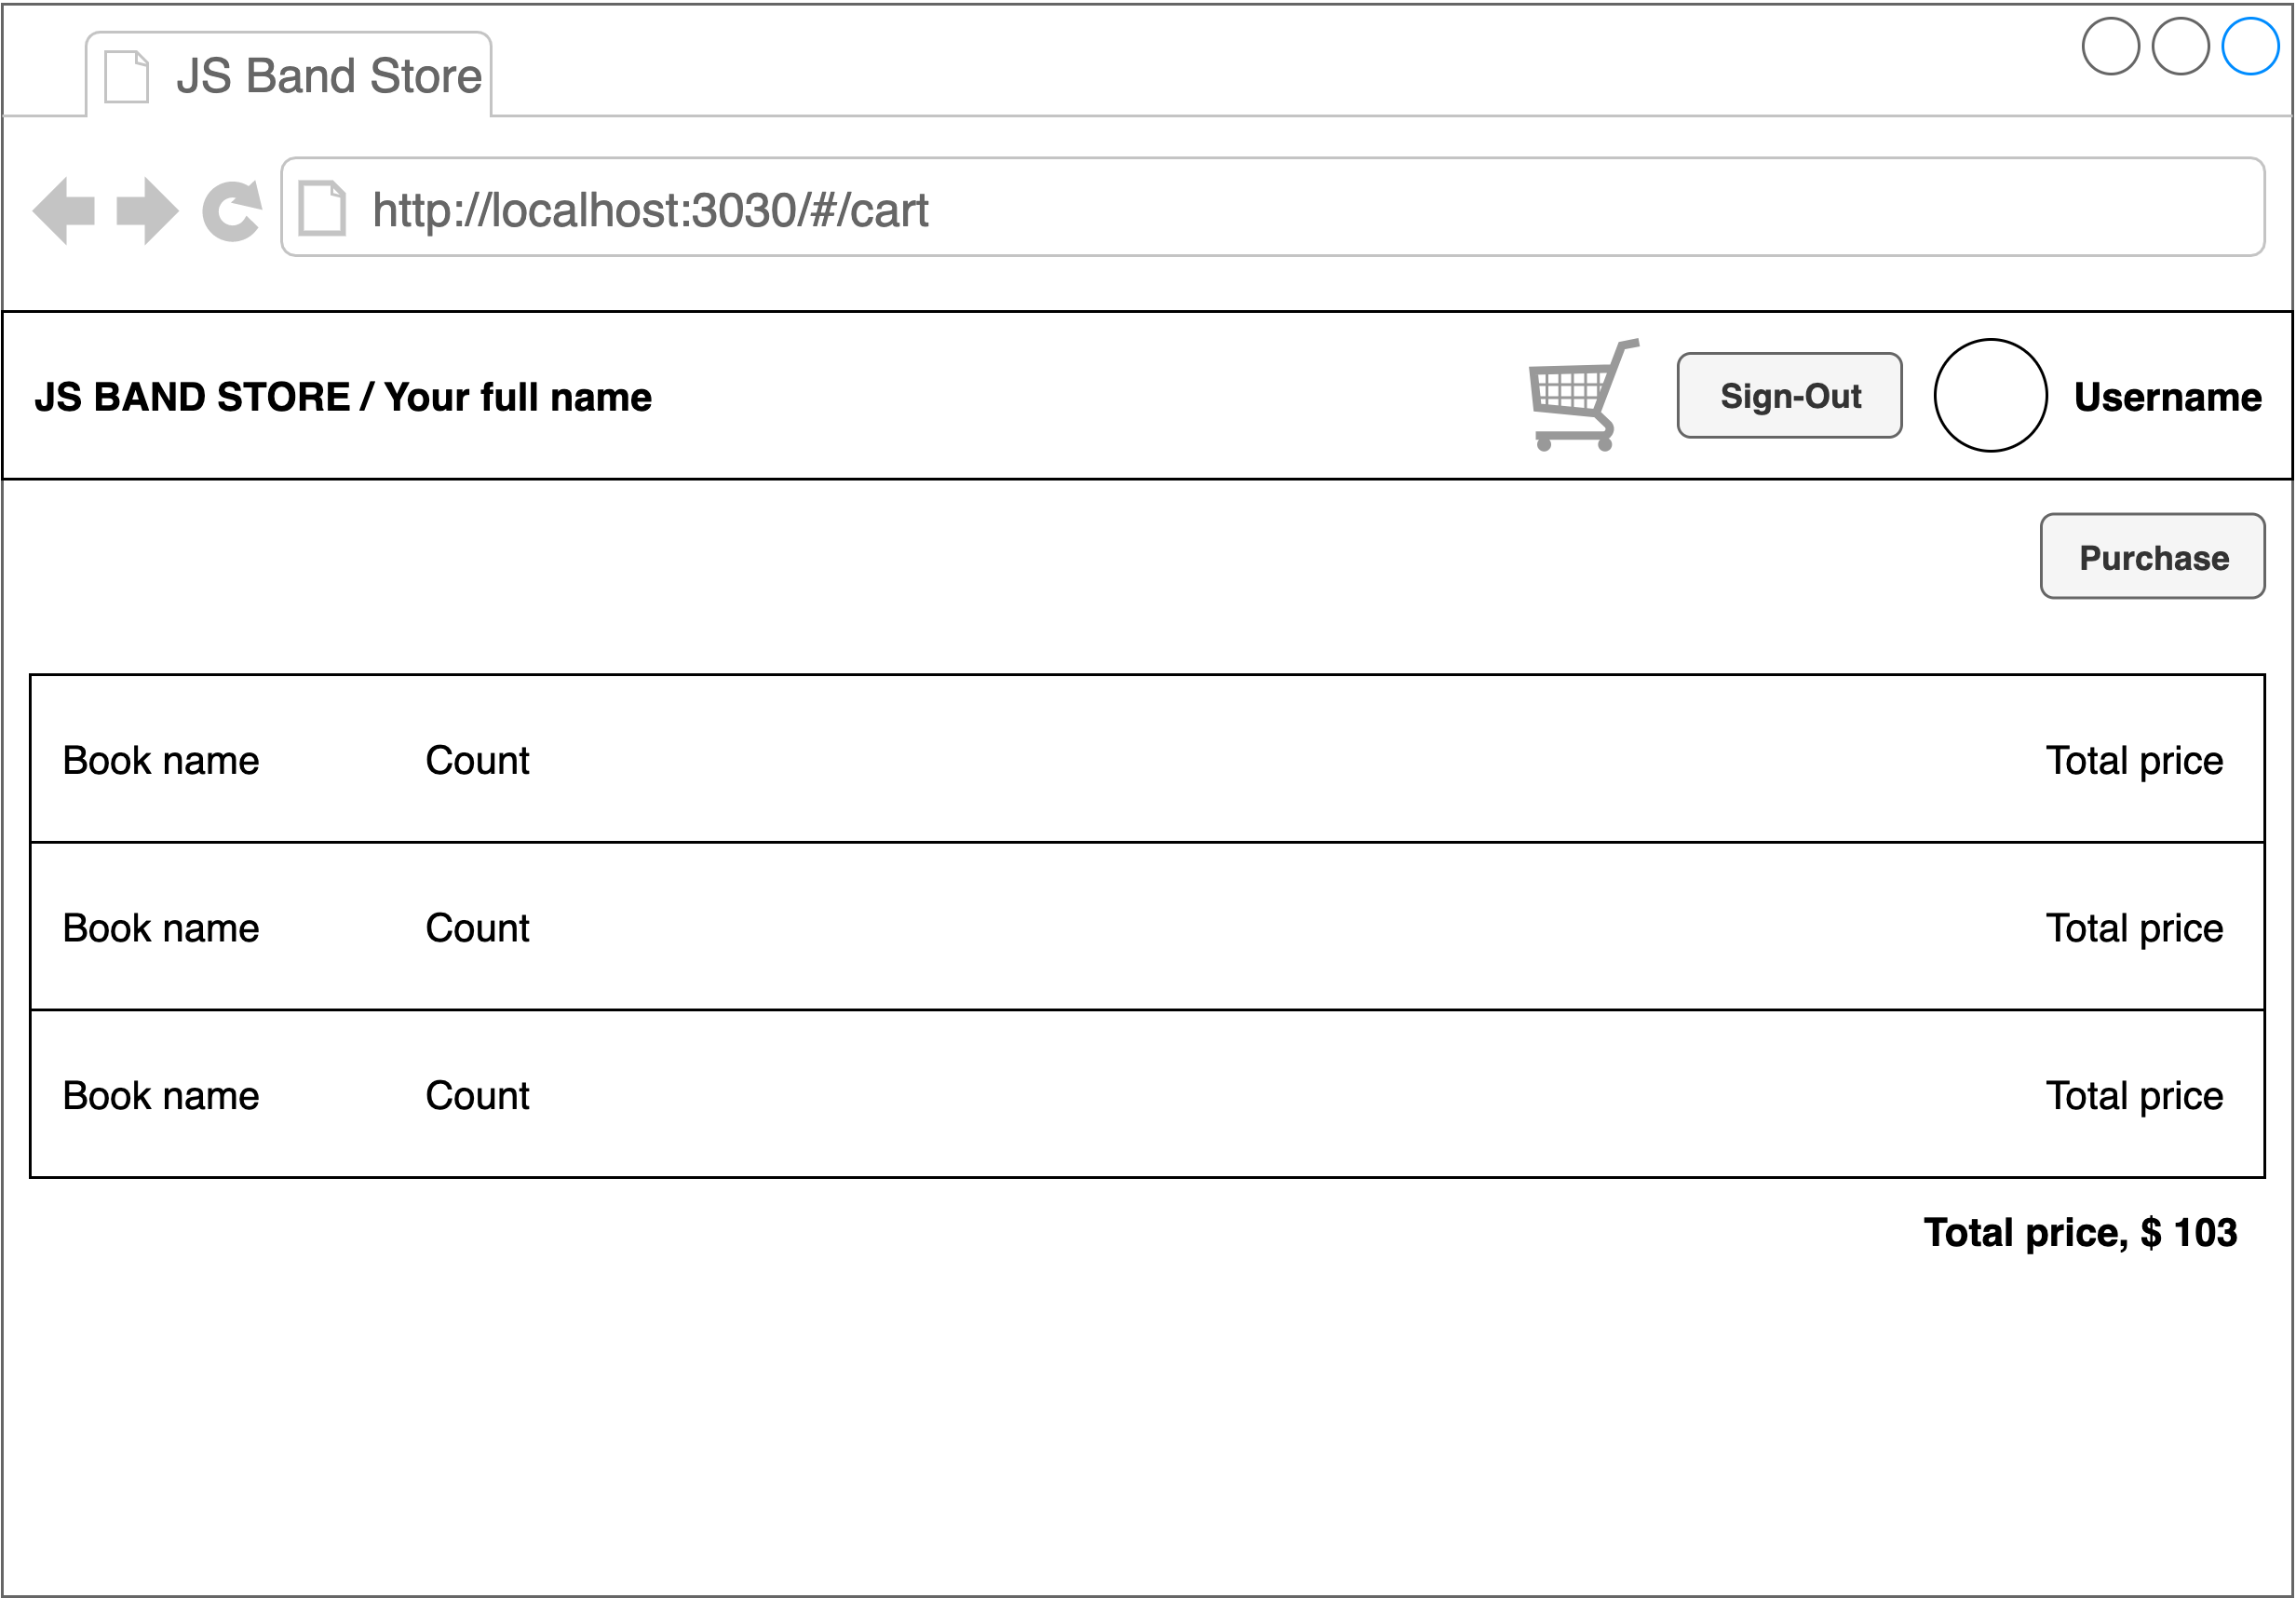 JS Band Store
http://localhost:3030/#/cart
JS BAND STORE / Your full name Sign-Out Username
Purchase
Book name Count Total price
Book name Count Total price
Book name Count Total price
Total price, $ 103